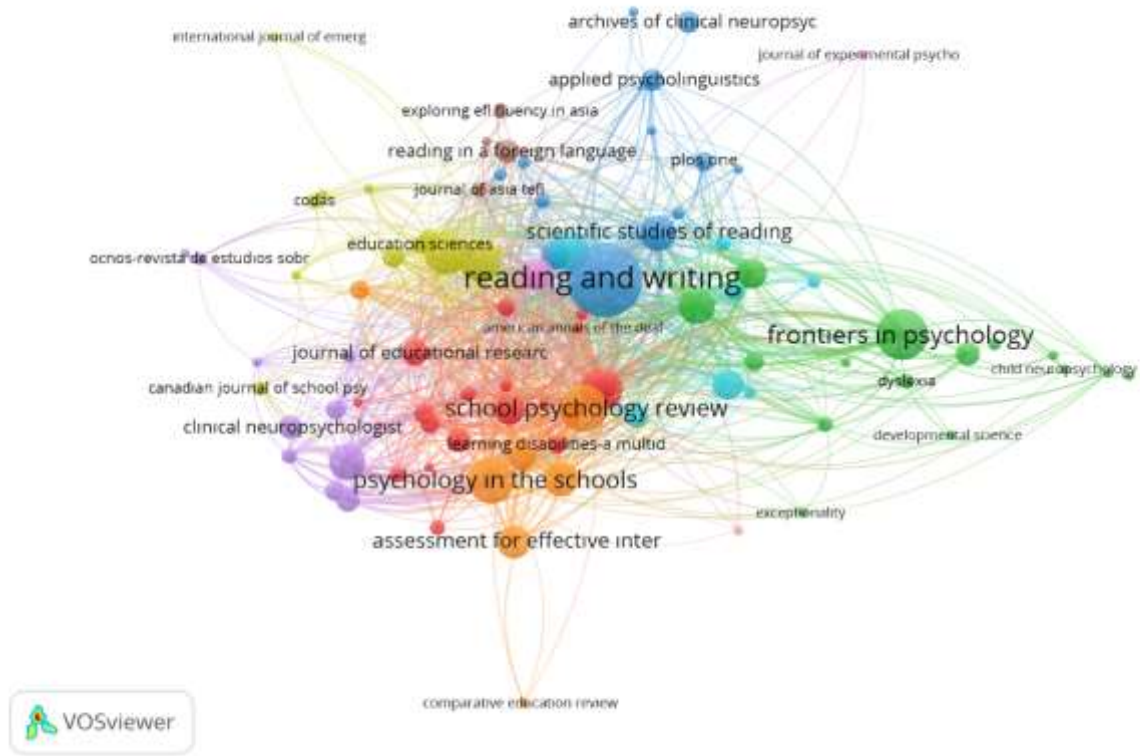 archives of clinical neuropsyc
international journal of emerg
journal of experimental psycho
applied psycholinguistics
exploring efl fluency in asia
reading in a foreign language
plos one
journal of asia tefl
codas
scientific studies of reading
education sciences
ocnos-revista de estudios sobr
reading and writing
american annals of the deaf
frontiers in psychology
journal of educational researc
child neuropsychology
dyslexia
canadian journal of school psy
school psychology review
clinical neuropsychologist
developmental science
learning disabilities-a multid
psychology in the schools
exceptionality
assessment for effective inter
comparative education review
VOSviewer